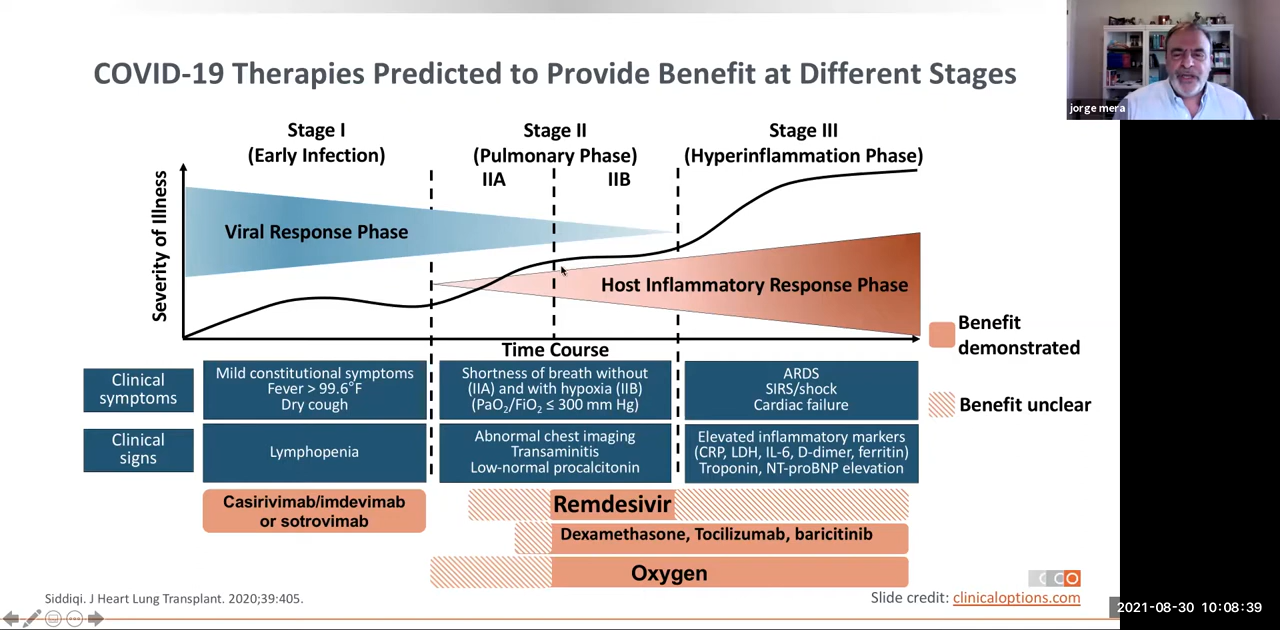 COVID-19 Therapies Predicted to Provide Benefit at Different Stages
jorge mera
Stage I
(Early Infection)
Stage II
(Pulmonary Phase)
IIA
IIB
Stage III
(Hyperinflammation Phase)
Severity of Illness
Viral Response Phase
Host Inflammatory Response Phase
Time Course
Benefit
demonstrated
Benefit unclear
Clinical
symptoms
Mild constitutional symptoms
Fever > 99.6°F
Dry cough
Shortness of breath without
(IIA) and with hypoxia (IIB)
(PaO₂/FiO₂ ≤ 300 mm Hg)
ARDS
SIRS/shock
Cardiac failure
Clinical
signs
Lymphopenia
Abnormal chest imaging
Transaminitis
Low-normal procalcitonin
Elevated inflammatory markers
(CRP, LDH, IL-6, D-dimer, ferritin)
Troponin, NT-proBNP elevation
Casirivimab/imdevimab
or sotrovimab
Remdesivir
Dexamethasone, Tocilizumab, baricitinib
Oxygen
CCO
Siddiqi. J Heart Lung Transplant. 2020;39:405.
Slide credit: clinicaloptions.com
2021-08-30 10:08:39